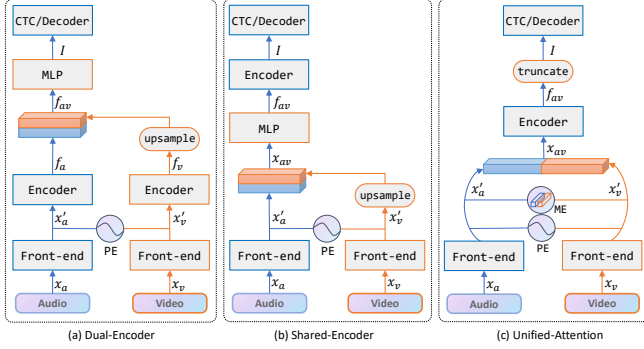 CTC/Decoder
I
MLP
f_av
upsample
f_a
f_v
Encoder
Encoder
x'_a
x'_v
PE
Front-end
Front-end
x_a
x_v
Audio
Video
(a) Dual-Encoder
CTC/Decoder
I
Encoder
f_av
MLP
x_av
upsample
x'_a
x'_v
PE
Front-end
Front-end
x_a
x_v
Audio
Video
(b) Shared-Encoder
CTC/Decoder
I
truncate
f_av
Encoder
x_av
x'_a
x'_v
ME
PE
Front-end
Front-end
x_a
x_v
Audio
Video
(c) Unified-Attention